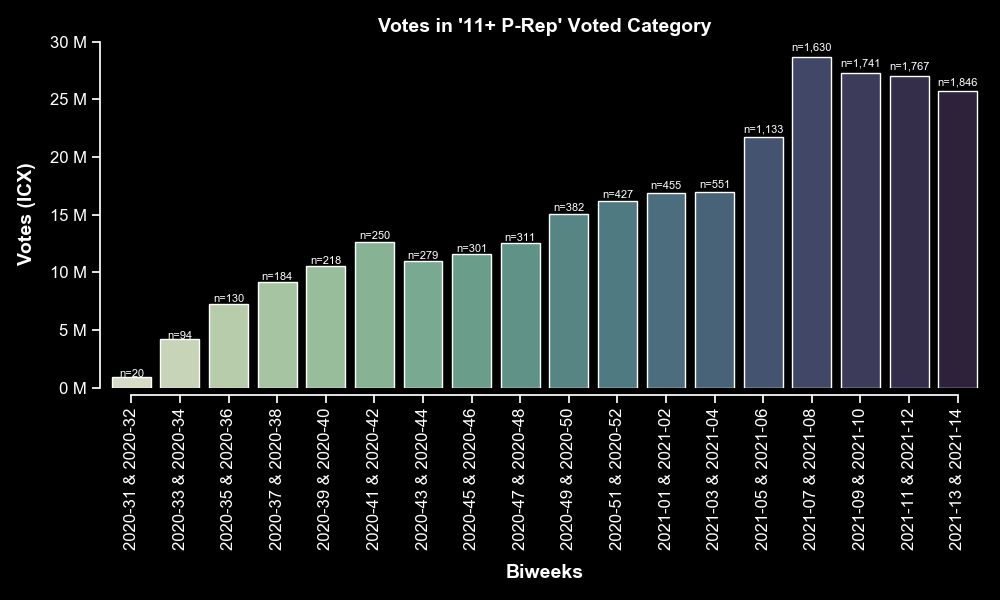 Votes in '11+ P-Rep' Voted Category
Votes (ICX)
30 M
25 M
20 M
15 M
10 M
5 M
0 M
n=20
n=94
n=130
n=184
n=218
n=250
n=279
n=301
n=311
n=382
n=427
n=455
n=551
n=1,133
n=1,630
n=1,741
n=1,767
n=1,846
2020-31 & 2020-32
2020-33 & 2020-34
2020-35 & 2020-36
2020-37 & 2020-38
2020-39 & 2020-40
2020-41 & 2020-42
2020-43 & 2020-44
2020-45 & 2020-46
2020-47 & 2020-48
2020-49 & 2020-50
2020-51 & 2020-52
2021-01 & 2021-02
2021-03 & 2021-04
2021-05 & 2021-06
2021-07 & 2021-08
2021-09 & 2021-10
2021-11 & 2021-12
2021-13 & 2021-14
Biweeks